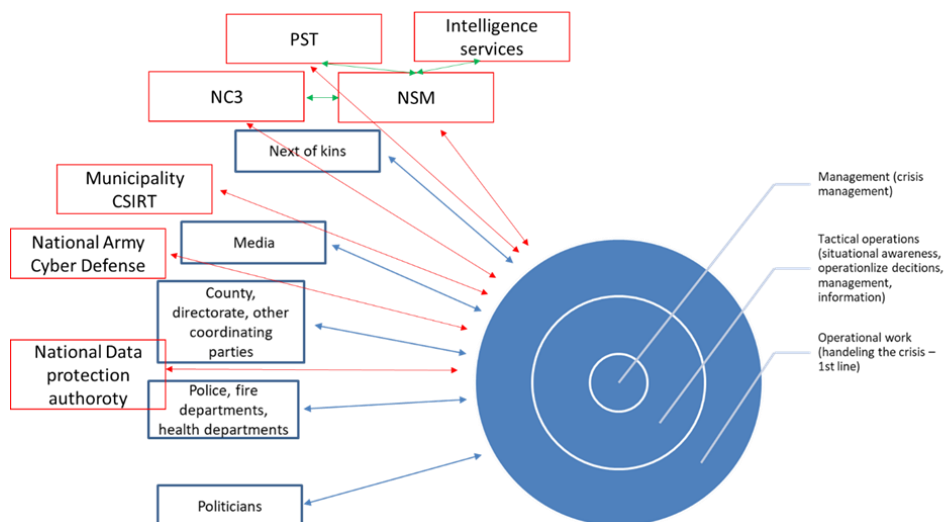 PST
Intelligence
services
NC3
NSM
Next of kins
Municipality
CSIRT
National Army
Cyber Defense
Media
County,
directorate, other
coordinating
parties
National Data
protection
authoroty
Police, fire
departments,
health departments
Politicians
Management (crisis
management)
Tactical operations
(situational awareness,
operationlize decitions,
management,
information)
Operational work
(handeling the crisis –
1st line)